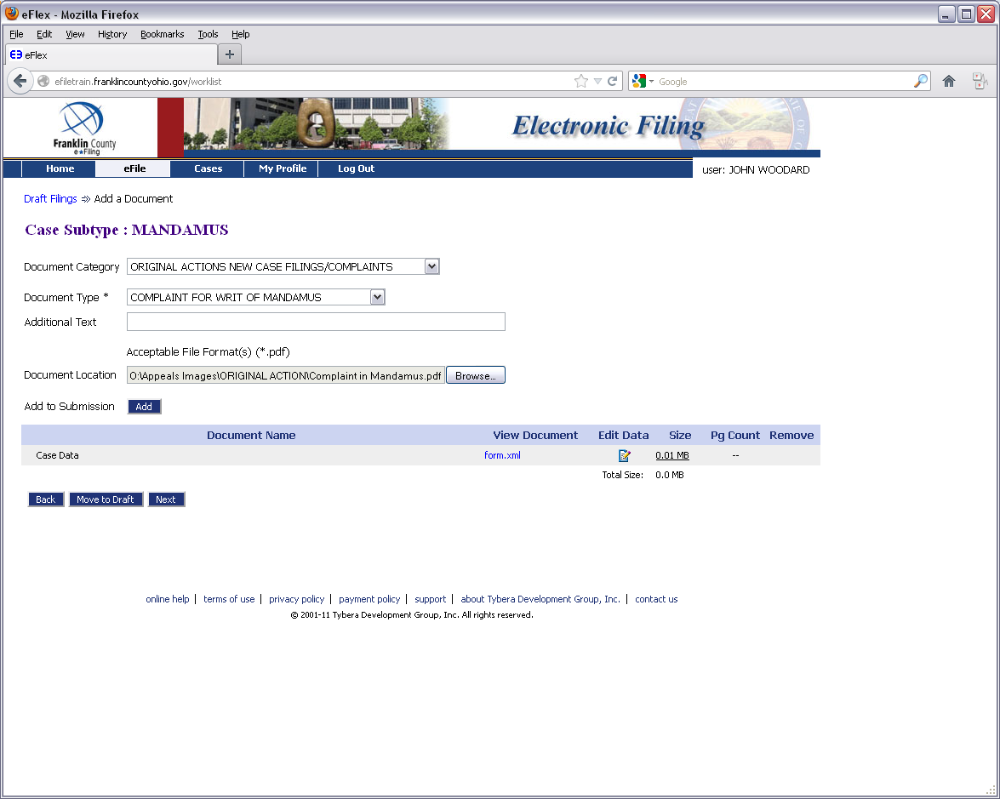 eFlex - Mozilla Firefox
File Edit View History Bookmarks Tools Help
eFlex
efiletrain.franklincountyohio.gov/worklist
Google
Franklin County
e★Filing
Electronic Filing
Home eFile Cases My Profile Log Out
user: JOHN WOODARD
Draft Filings ⇒ Add a Document
Case Subtype : MANDAMUS
Document Category ORIGINAL ACTIONS NEW CASE FILINGS/COMPLAINTS
Document Type * COMPLAINT FOR WRIT OF MANDAMUS
Additional Text
Acceptable File Format(s) (*.pdf)
Document Location O:\Appeals Images\ORIGINAL ACTION\Complaint in Mandamus.pdf Browse...
Add to Submission Add
Document Name View Document Edit Data Size Pg Count Remove
Case Data form.xml 0.01 MB --
Total Size: 0.0 MB
Back Move to Draft Next
online help | terms of use | privacy policy | payment policy | support | about Tybera Development Group, Inc. | contact us
© 2001-11 Tybera Development Group, Inc. All rights reserved.